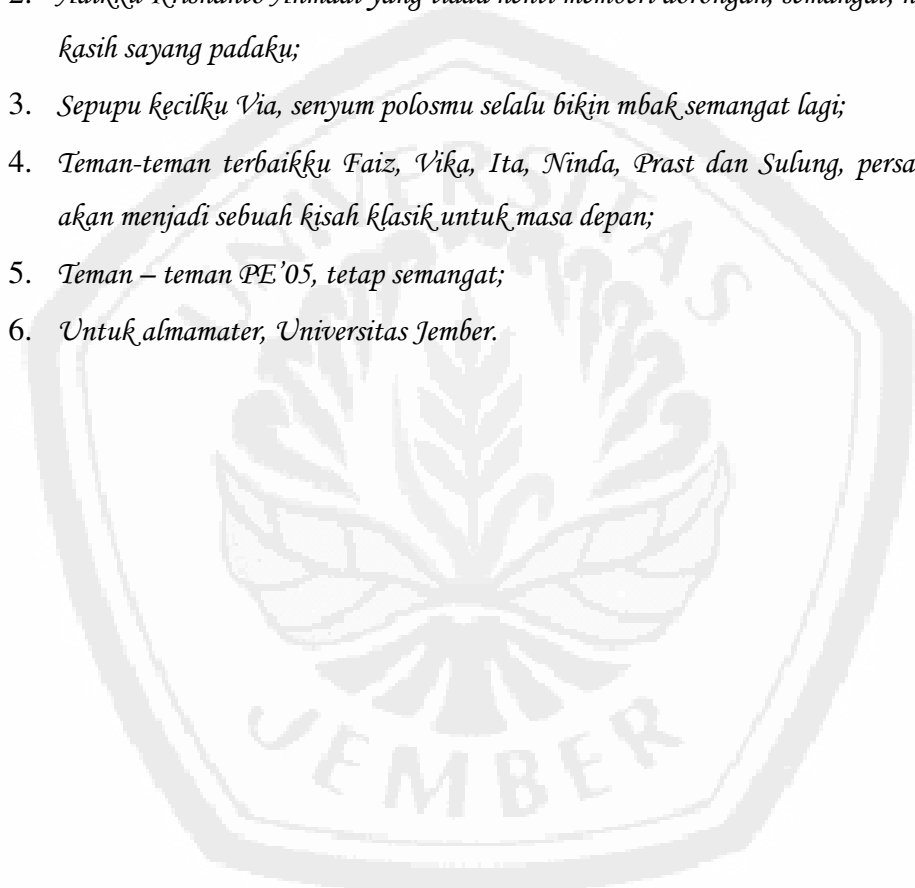 kasih sayang padaku;
3. Sepupu kecilku Via, senyum polosmu selalu bikin mbak semangat lagi;
4. Teman-teman terbaikku Faiz, Vika, Ita, Ninda, Prast dan Sulung,
akan menjadi sebuah kisah klasik untuk masa depan;
5. Teman – teman PE'05, tetap semangat;
6. Untuk almamater, Universitas Jember.
UNIVERSITAS
JEMBER